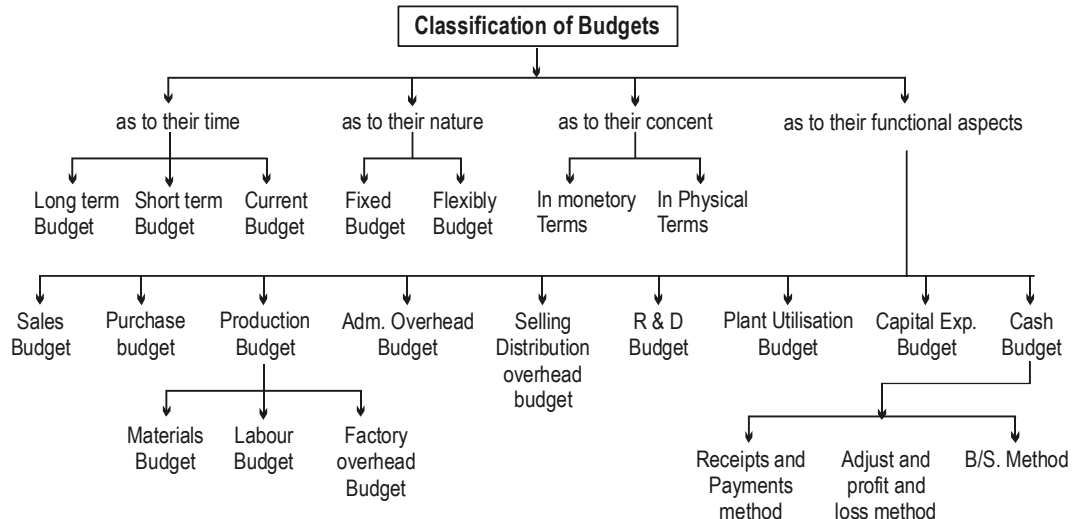 Classification of Budgets
as to their time
as to their nature
as to their concent
as to their functional aspects
Long term
Budget
Short term
Budget
Current
Budget
Fixed
Budget
Flexibly
Budget
In monetory
Terms
In Physical
Terms
Sales
Budget
Purchase
budget
Production
Budget
Adm. Overhead
Budget
Selling
Distribution
overhead
budget
R & D
Budget
Plant Utilisation
Budget
Capital Exp.
Budget
Cash
Budget
Materials
Budget
Labour
Budget
Factory
overhead
Budget
Receipts and
Payments
method
Adjust and
profit and
loss method
B/S. Method